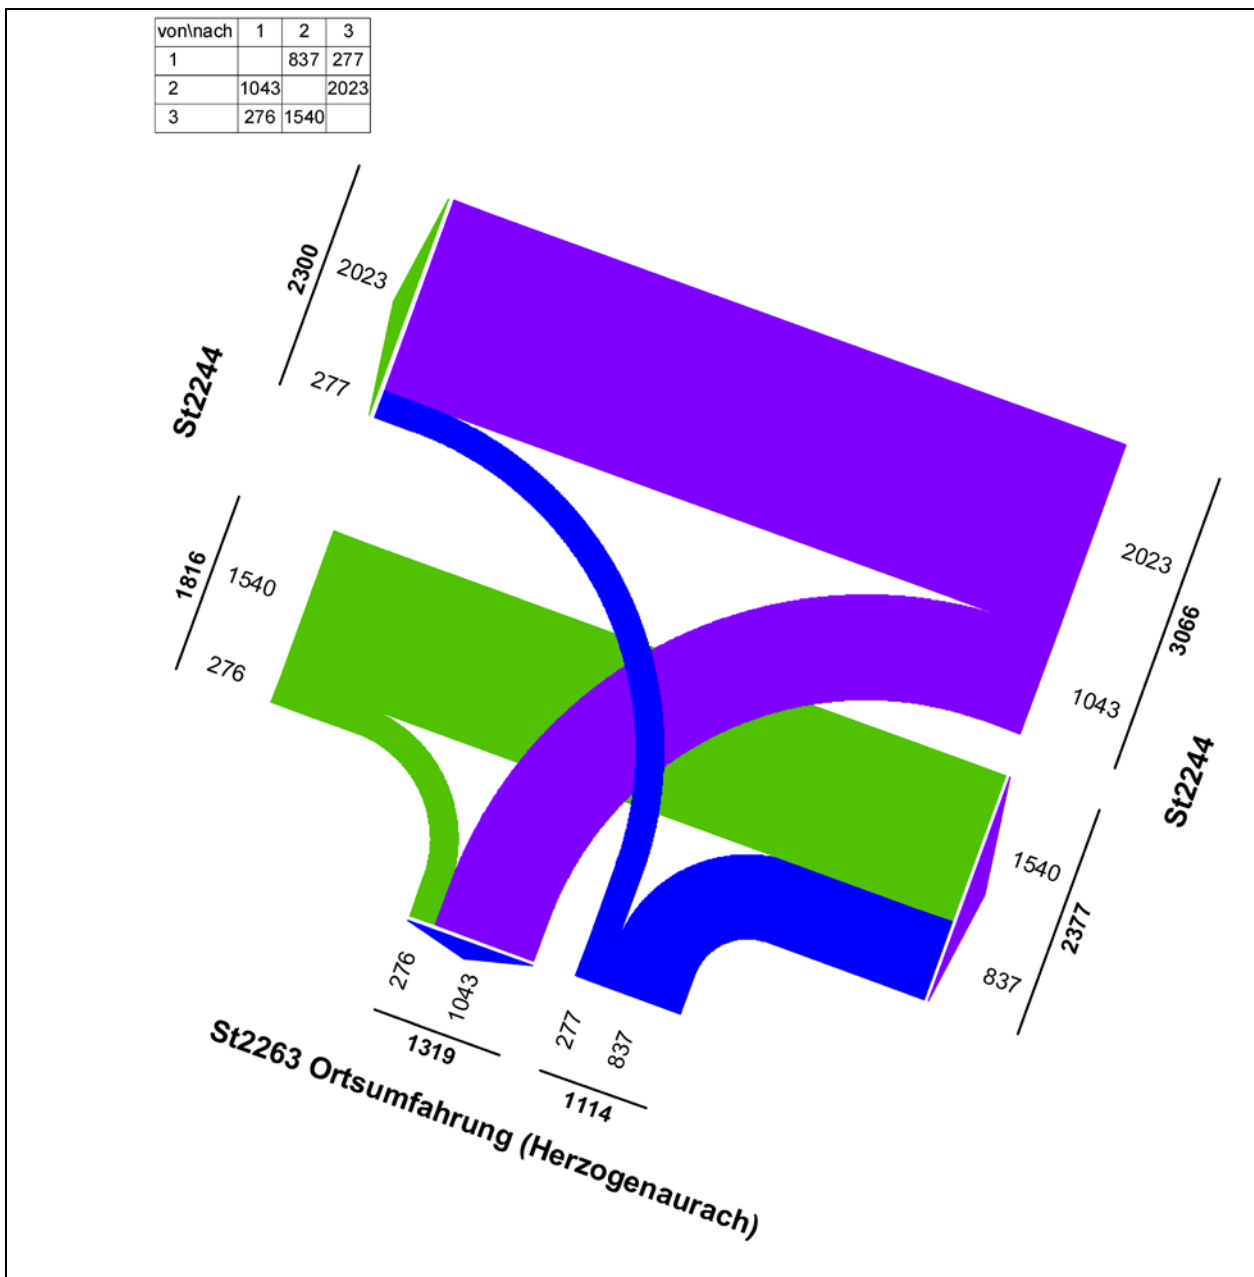 von\nach 1 2 3
1 837 277
2 1043 2023
3 276 1540
2300
2023
277
St2244
1816
1540
276
2023
3066
1043
St2244
1540
2377
837
276
1043
1319
277
837
1114
St2263 Ortsumfahrung (Herzogenaurach)